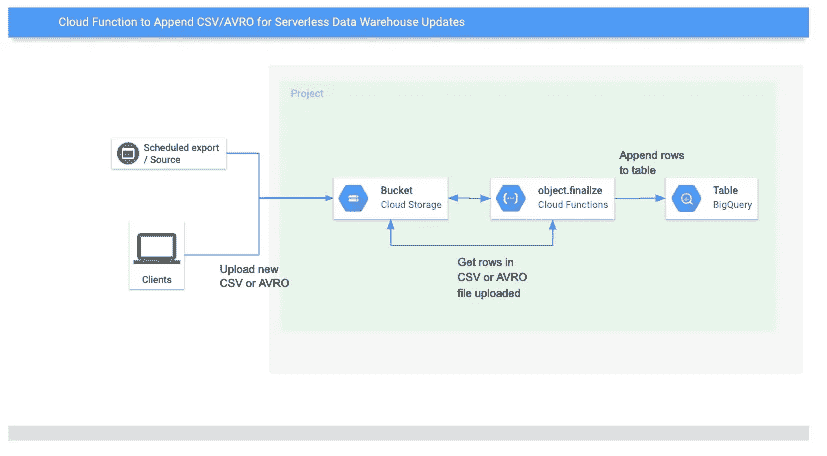 Cloud Function to Append CSV/AVRO for Serverless Data Warehouse Updates
Project
Scheduled export
/ Source
Clients
Upload new
CSV or AVRO
Bucket
Cloud Storage
object.finalize
Cloud Functions
Get rows in
CSV or AVRO
file uploaded
Append rows
to table
Table
BigQuery